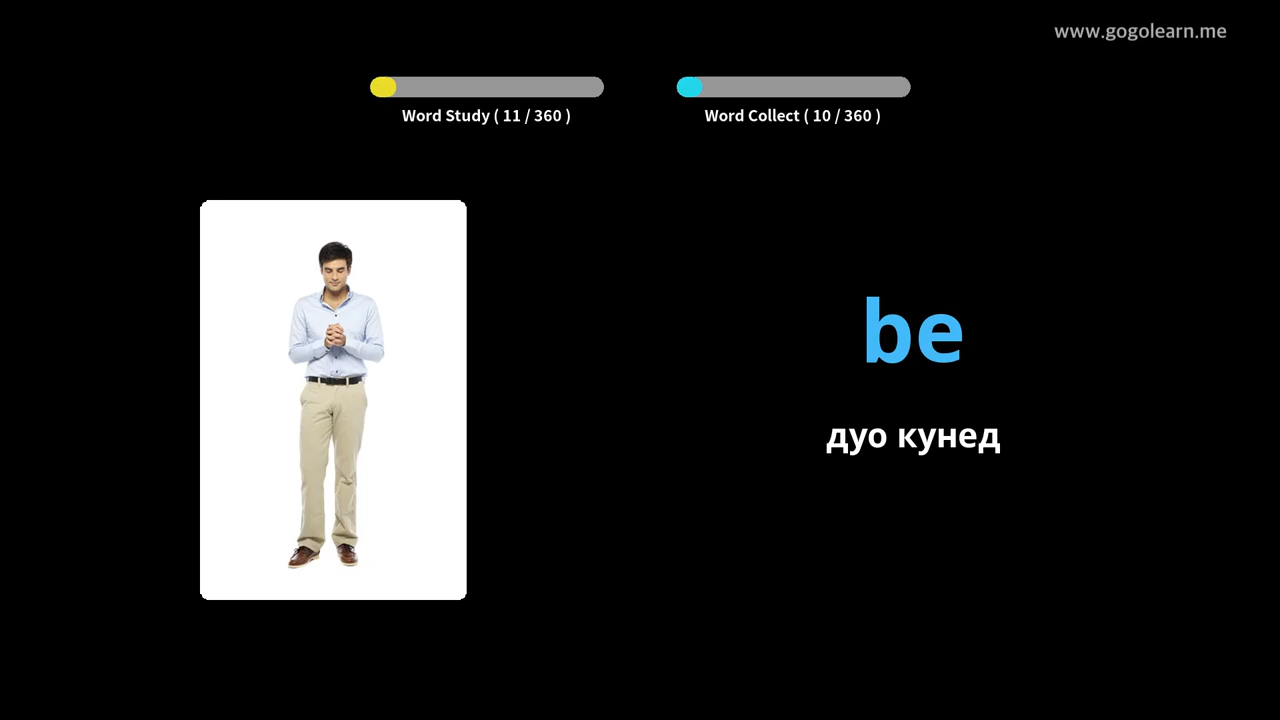 www.gogolearn.me
Word Study ( 11 / 360 )
Word Collect ( 10 / 360 )
be
дуо кунед